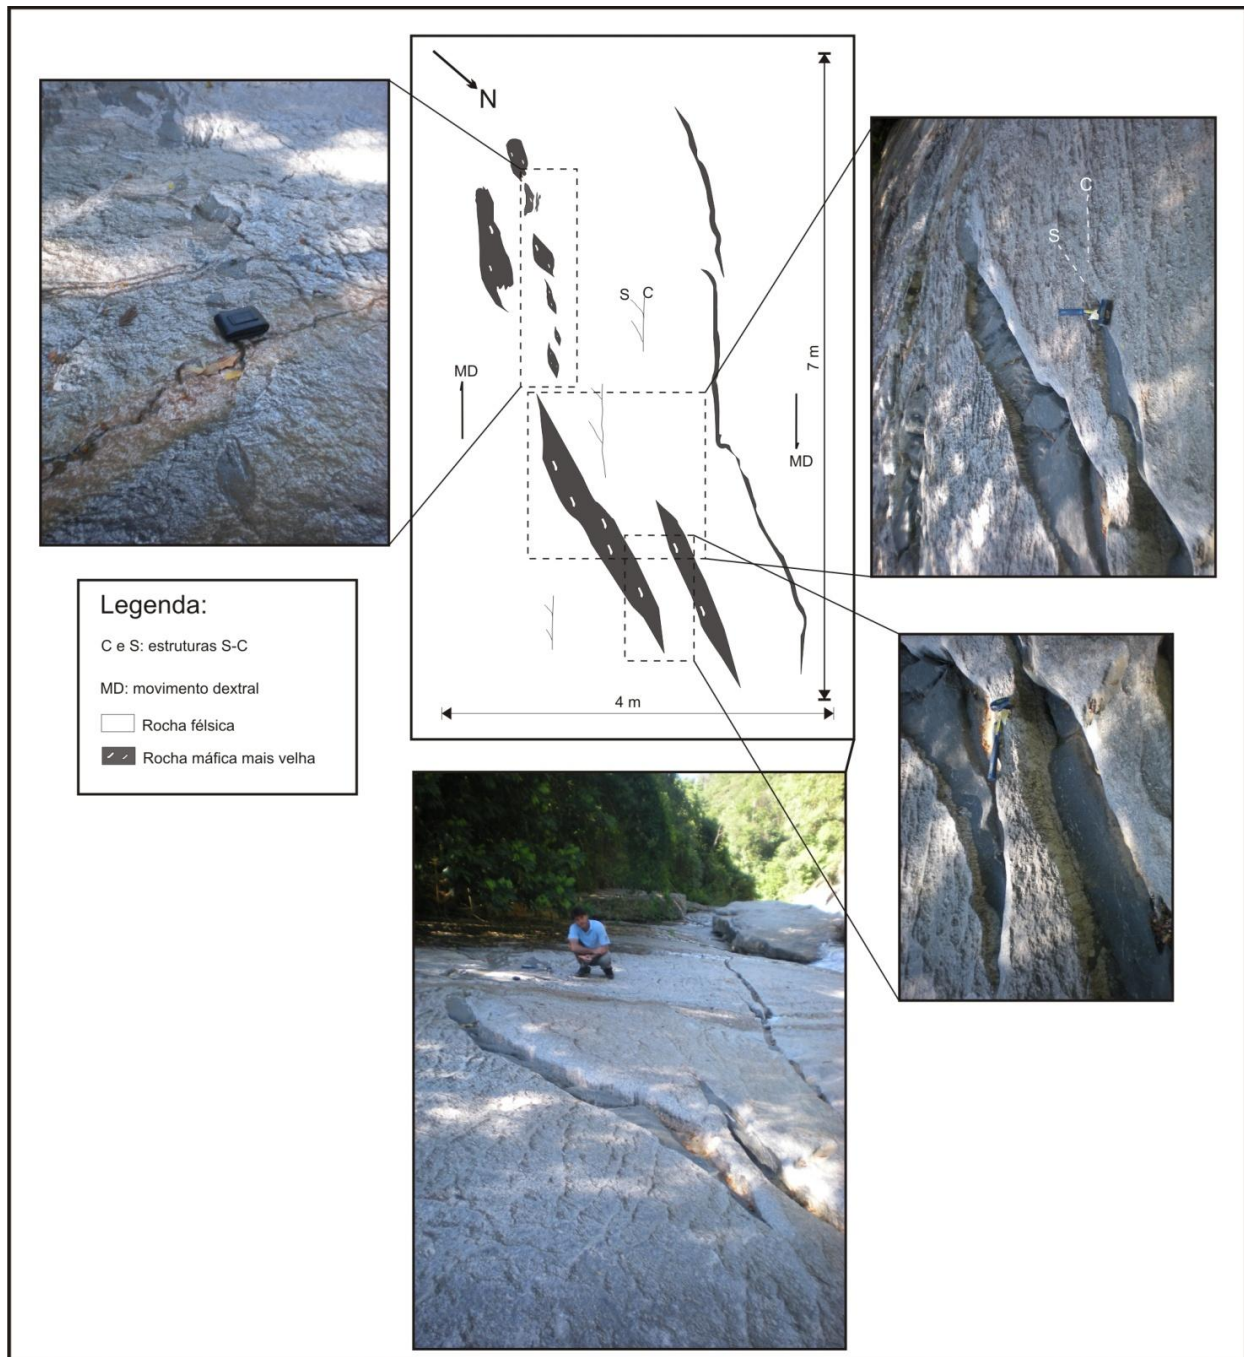 N
S C
MD
7 m
MD
4 m
C
S
Legenda:
C e S: estruturas S-C
MD: movimento dextral
Rocha félsica
Rocha máfica mais velha